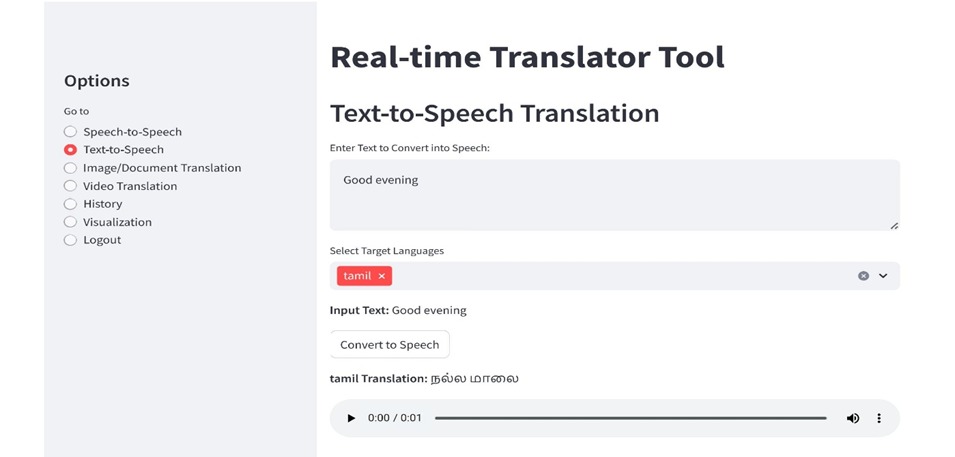 Options
Go to
Speech-to-Speech
Text-to-Speech
Image/Document Translation
Video Translation
History
Visualization
Logout
Real-time Translator Tool
Text-to-Speech Translation
Enter Text to Convert into Speech:
Good evening
Select Target Languages
tamil ×
Input Text: Good evening
Convert to Speech
tamil Translation: நல்ல மாலை
0:00 / 0:01